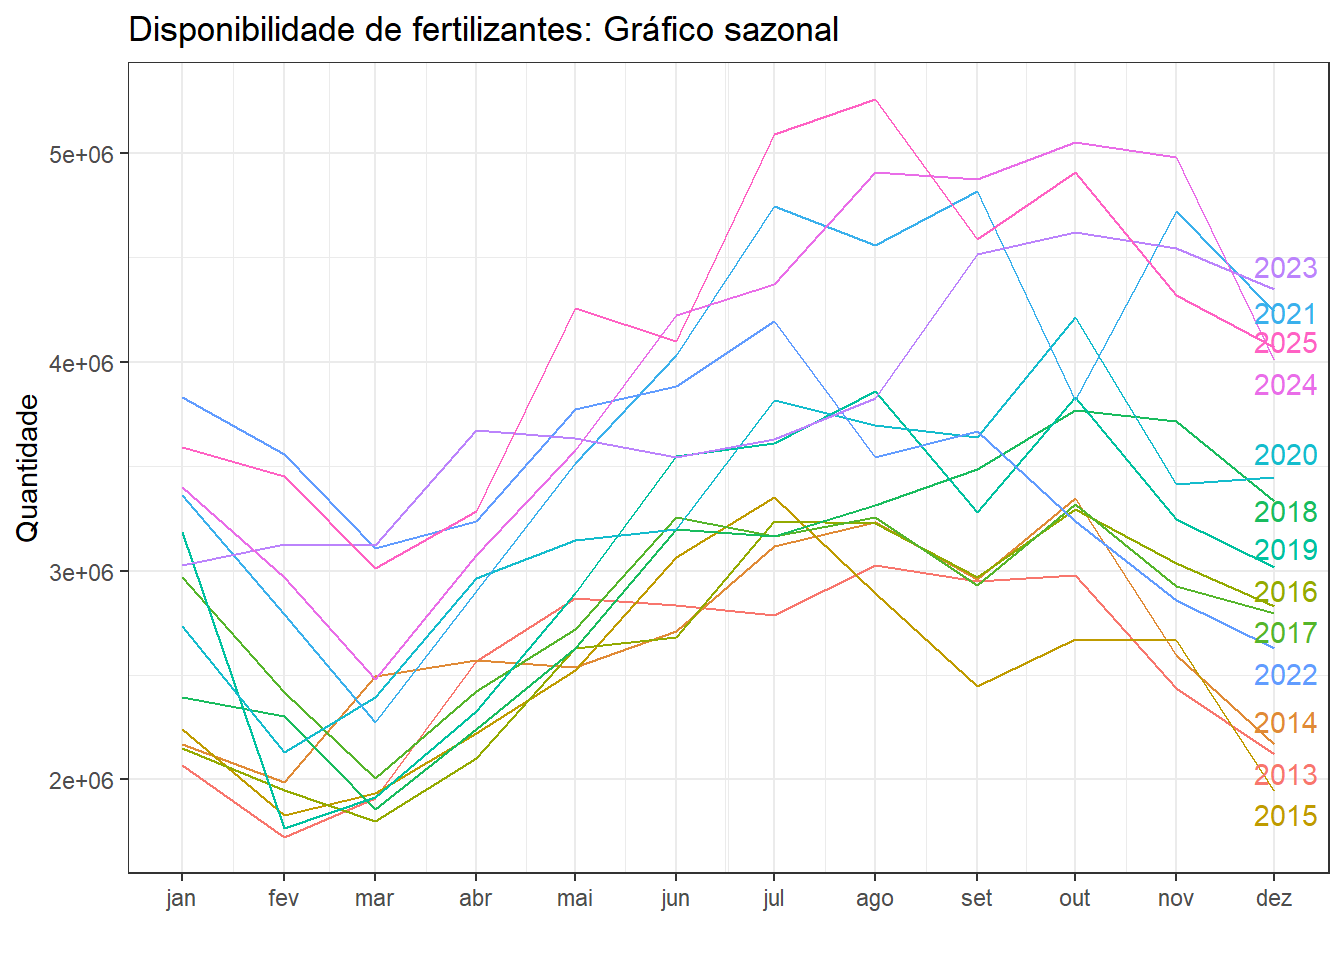 Disponibilidade de fertilizantes: Gráfico sazonal
Quantidade
5e+06
4e+06
3e+06
2e+06
2023
2021
2025
2024
2020
2018
2019
2016
2017
2022
2014
2013
2015
jan fev mar abr mai jun jul ago set out nov dez